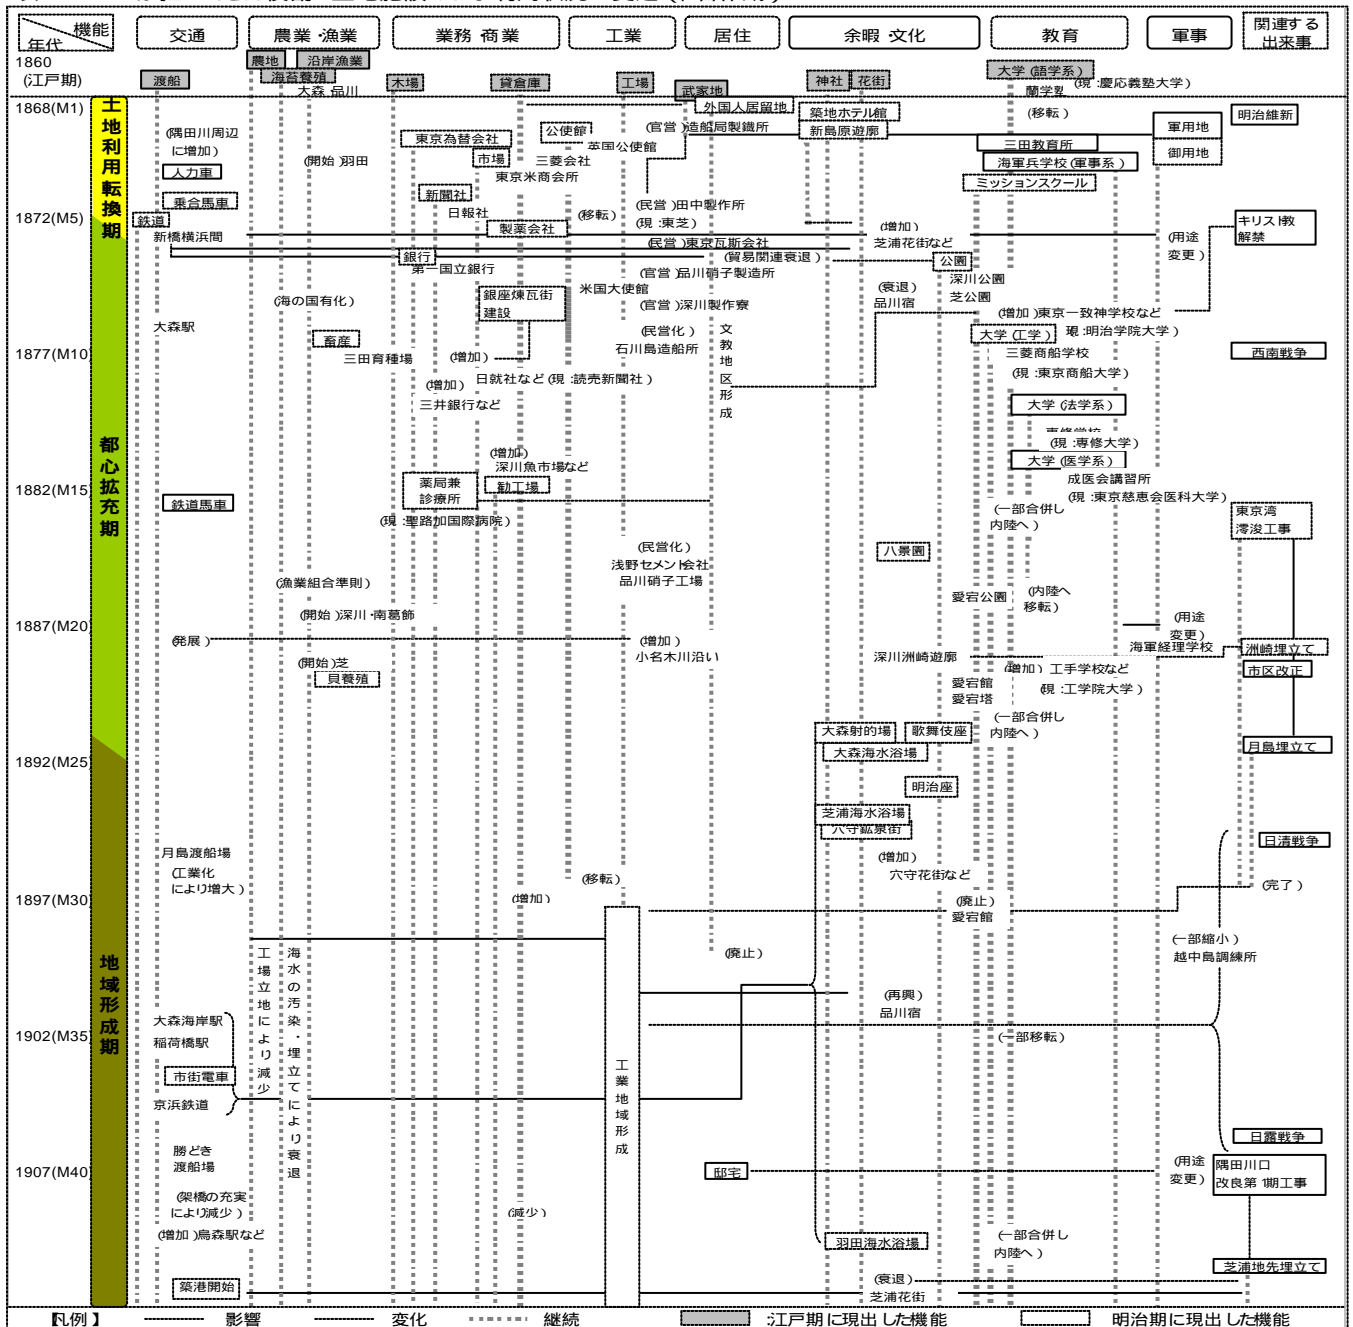 機能
年代
交通
農業・漁業
業務・商業
工業
居住
余暇・文化
教育
軍事
関連する
出来事
1860
(江戸期)
渡船
農地
沿岸漁業
海苔養殖
大森・品川
木場
貸倉庫
工場
武家地
神社
花街
大学(語学系)
蘭学塾
(現:慶応義塾大学)
1868(M1)
土地利用転換期
(隅田川周辺
に増加)
人力車
乗合馬車
(開始)羽田
東京為替会社
市場
東京米商会所
新聞社
日報社
公使館
英国公使館
三菱会社
外国人居留地
(官営)造船局製鐵所
築地ホテル館
新島原遊廓
(移転)
三田教育所
海軍兵学校(軍事系)
ミッションスクール
軍用地
御用地
明治維新
(民営)田中製作所
(現:東芝)
(移転)
製薬会社
1872(M5)
鉄道
新橋横浜間
(増加)
芝浦花街など
(用途
変更)
キリスト教
解禁
銀行
第一国立銀行
(民営)東京瓦斯会社
(貿易関連衰退)
公園
深川公園
芝公園
(官営)品川硝子製造所
米国大使館
(官営)深川製作寮
(海の国有化)
銀座煉瓦街
建設
(衰退)
品川宿
(増加)東京一致神学校など
(現:明治学院大学)
大森駅
畜産
三田育種場
(増加)
(民営化)
石川島造船所
文教地区形成
大学(工学)
三菱商船学校
(現:東京商船大学)
1877(M10)
西南戦争
日就社など(現:読売新聞社)
(増加)
三井銀行など
大学(法学系)
専修学校
(現:専修大学)
都心拡充期
(増加)
深川魚市場など
大学(医学系)
成医会講習所
(現:東京慈恵会医科大学)
1882(M15)
鉄道馬車
薬局兼
診療所
(現:聖路加国際病院)
勧工場
(一部合併し
内陸へ)
東京湾
澪浚工事
(民営化)
浅野セメント会社
品川硝子工場
八景園
(漁業組合準則)
愛宕公園
(内陸へ
移転)
(開始)深川・南葛飾
1887(M20)
(発展)
(増加)
小名木川沿い
(用途
変更)
海軍経理学校
洲崎埋立て
深川洲崎遊廓
(増加)
工手学校など
(現:工学院大学)
市区改正
(開始)芝
貝養殖
愛宕館
愛宕塔
(一部合併し
内陸へ)
大森射的場
歌舞伎座
大森海水浴場
月島埋立て
1892(M25)
明治座
芝浦海水浴場
穴守鉱泉街
日清戦争
月島渡船場
(工業化
により増大)
(増加)
穴守花街など
(移転)
(完了)
1897(M30)
(増加)
(廃止)
愛宕館
(一部縮小)
越中島調練所
地域形成期
工場立地により減少
海水の汚染・埋立てにより衰退
(廃止)
(再興)
品川宿
大森海岸駅
1902(M35)
稲荷橋駅
(一部移転)
市街電車
京浜鉄道
工業地域形成
日露戦争
勝どき
渡船場
1907(M40)
邸宅
(用途
変更)
隅田川口
改良第1期工事
(架橋の充実
により減少)
(減少)
(増加)烏森駅など
羽田海水浴場
(一部合併し
内陸へ)
芝浦地先埋立て
築港開始
(衰退)
芝浦花街
【凡例】
影響
変化
継続
:江戸期に現出した機能
明治期に現出した機能